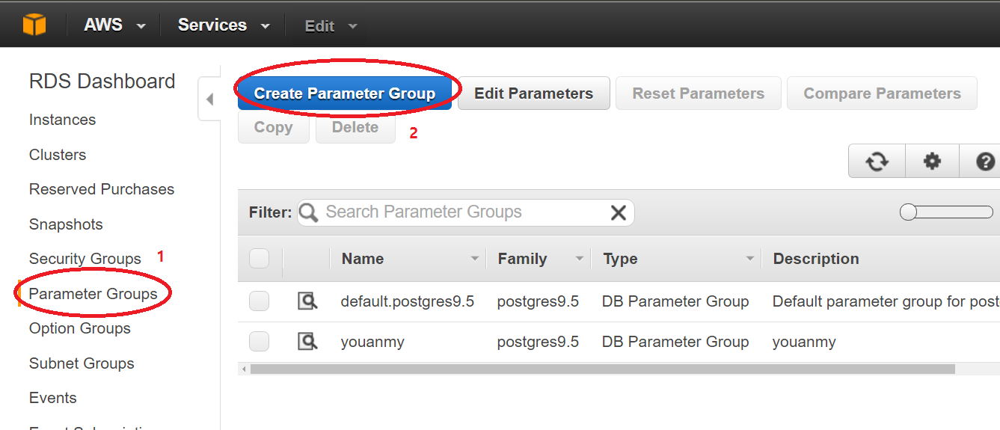 AWS Services Edit
RDS Dashboard
Instances
Clusters
Reserved Purchases
Snapshots
Security Groups 1
Parameter Groups
Option Groups
Subnet Groups
Events
Create Parameter Group Edit Parameters Reset Parameters Compare Parameters
Copy Delete 2
Filter: Search Parameter Groups
Name Family Type Description
default.postgres9.5 postgres9.5 DB Parameter Group Default parameter group for
youanmy postgres9.5 DB Parameter Group youanmy